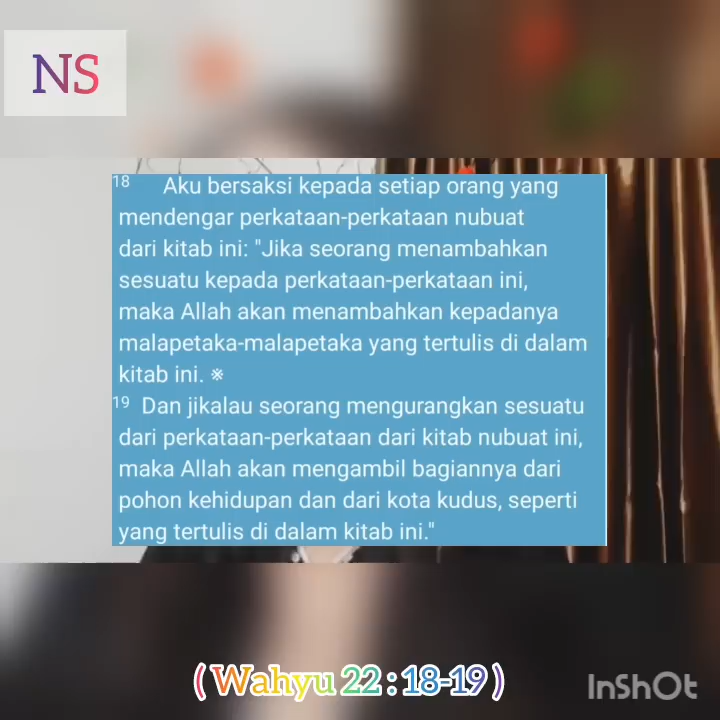 NS
18 Aku bersaksi kepada setiap orang yang
mendengar perkataan-perkataan nubuat
dari kitab ini: "Jika seorang menambahkan
sesuatu kepada perkataan-perkataan ini,
maka Allah akan menambahkan kepadanya
malapetaka-malapetaka yang tertulis di dalam
kitab ini. ※
19 Dan jikalau seorang mengurangkan sesuatu
dari perkataan-perkataan dari kitab nubuat ini,
maka Allah akan mengambil bagiannya dari
pohon kehidupan dan dari kota kudus, seperti
yang tertulis di dalam kitab ini."
( Wahyu 22 : 18-19 )
InShOt